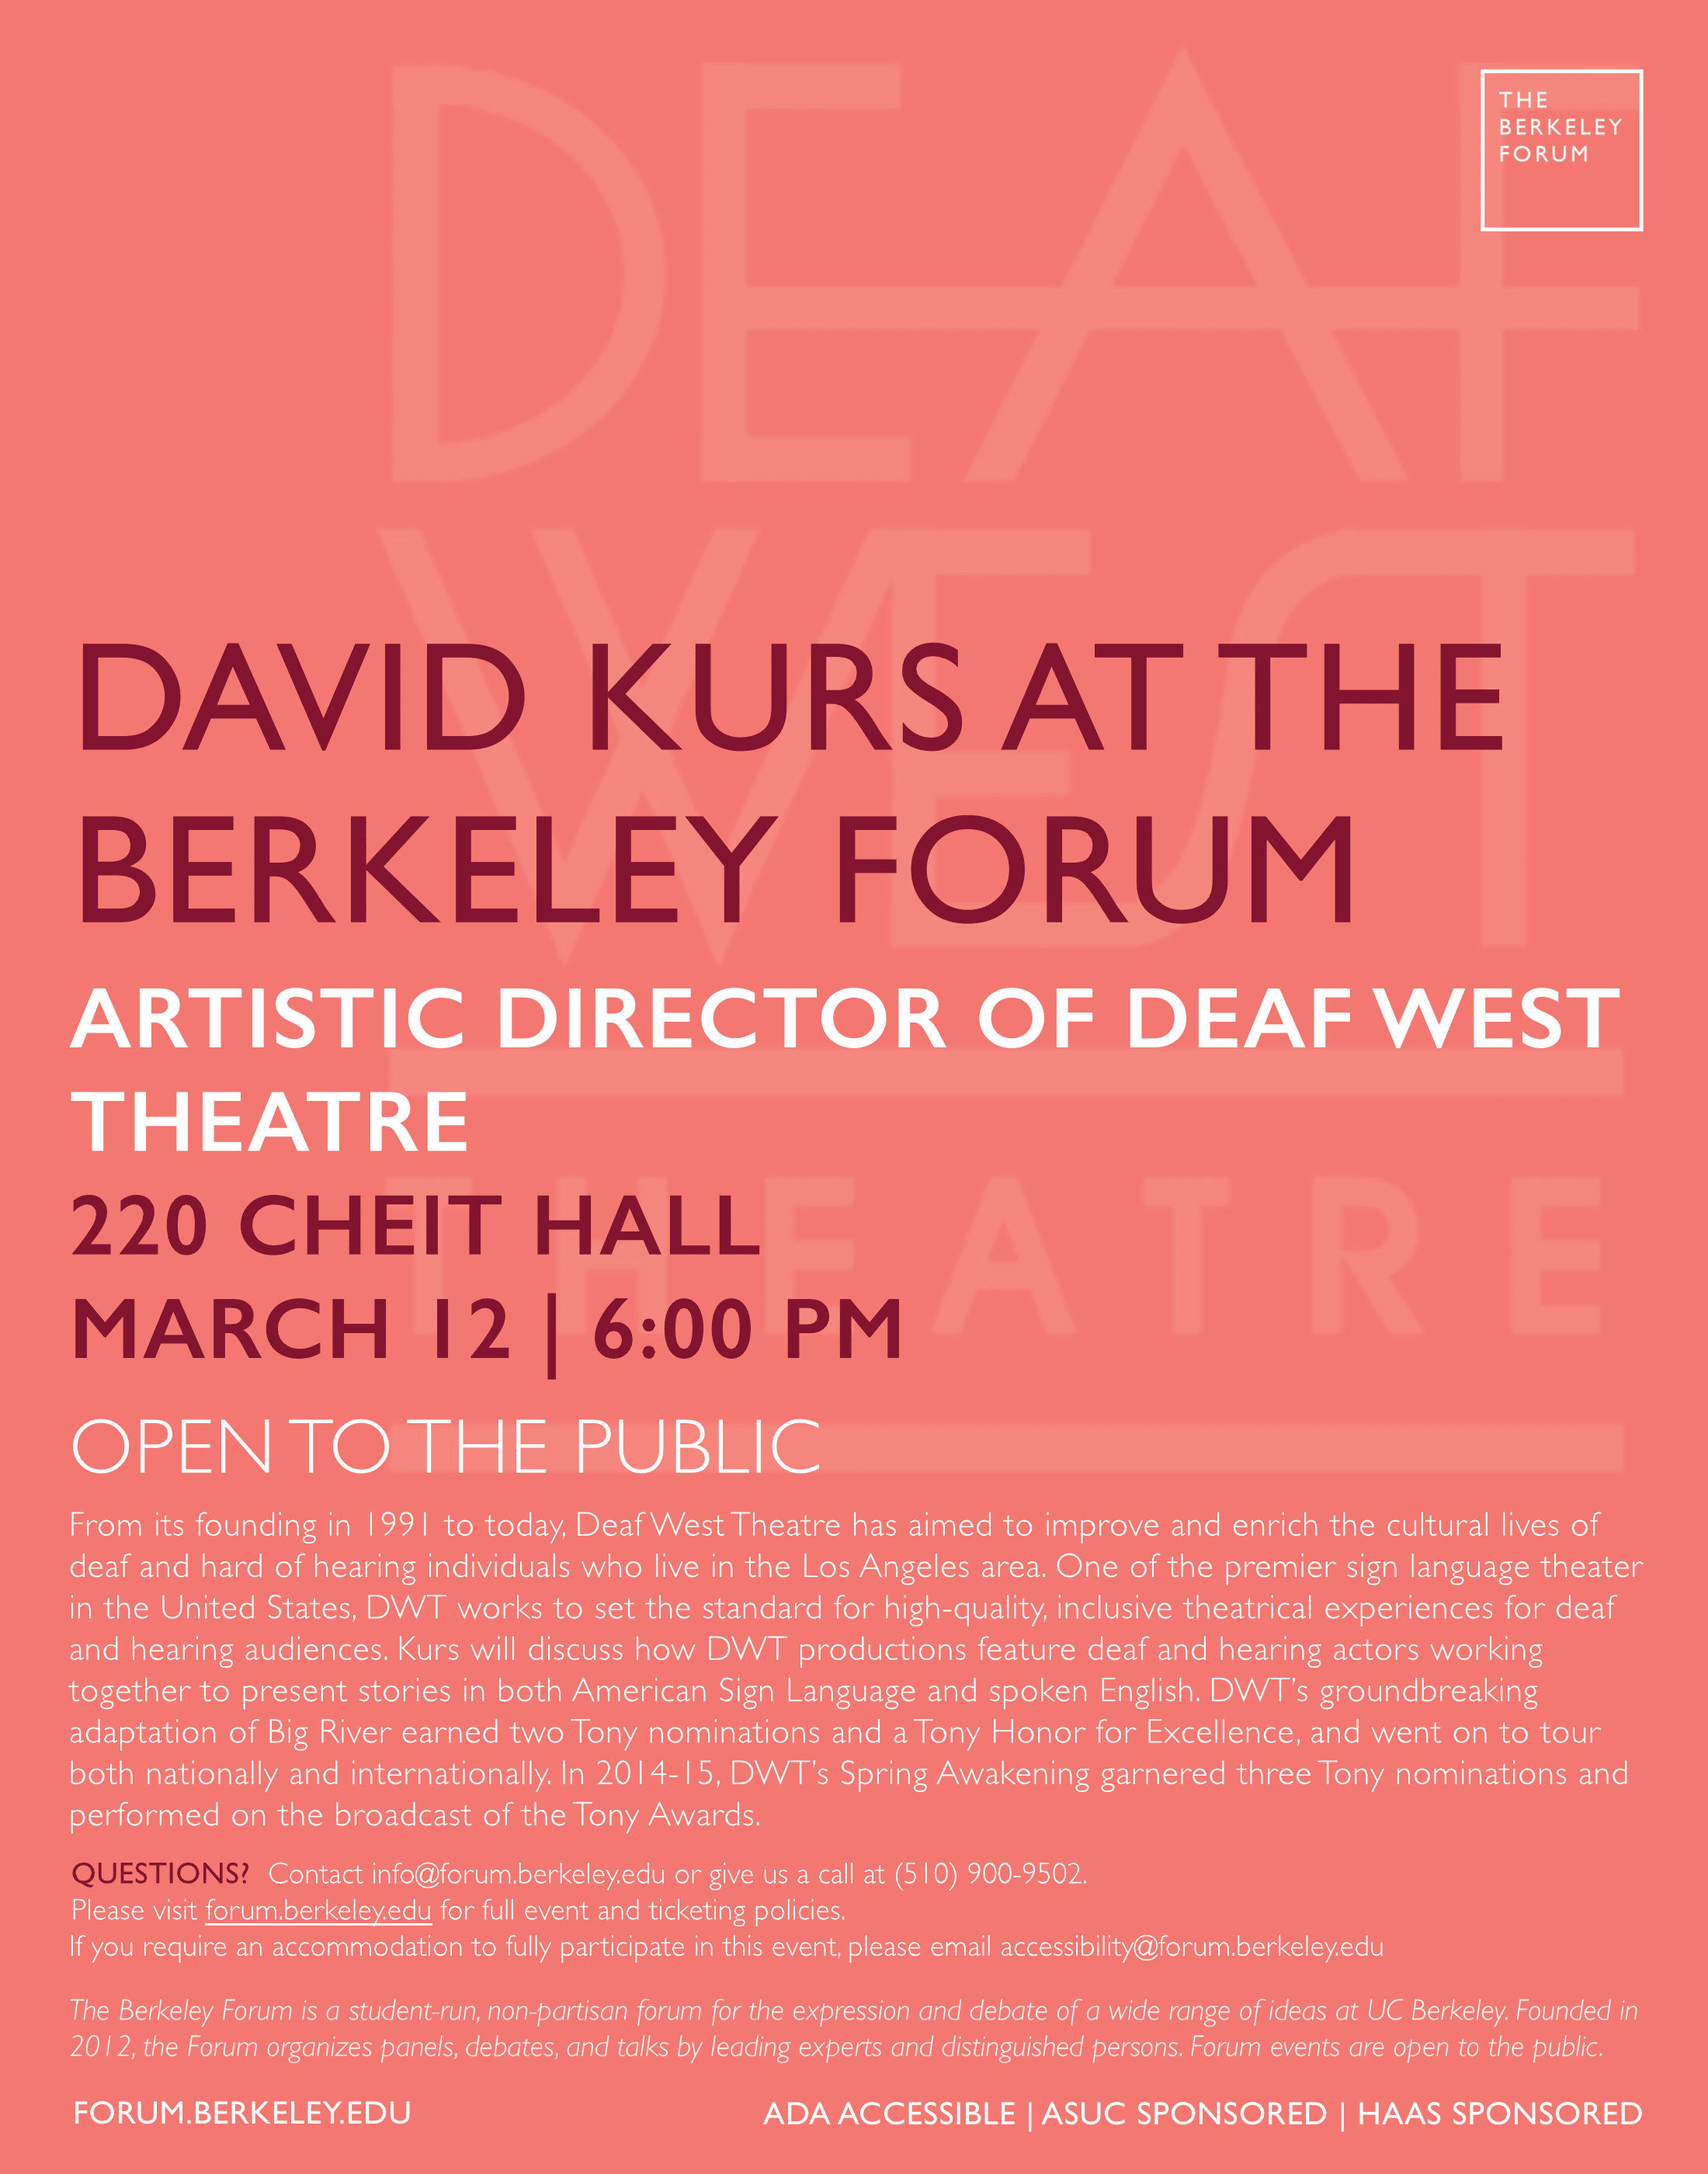 DEAF
WEST
THEATRE
THE
BERKELEY
FORUM
DAVID KURS AT THE
BERKELEY FORUM
ARTISTIC DIRECTOR OF DEAF WEST
THEATRE
220 CHEIT HALL
MARCH 12 | 6:00 PM
OPEN TO THE PUBLIC
From its founding in 1991 to today, Deaf West Theatre has aimed to improve and enrich the cultural lives of
deaf and hard of hearing individuals who live in the Los Angeles area. One of the premier sign language theater
in the United States, DWT works to set the standard for high-quality, inclusive theatrical experiences for deaf
and hearing audiences. Kurs will discuss how DWT productions feature deaf and hearing actors working
together to present stories in both American Sign Language and spoken English. DWT’s groundbreaking
adaptation of Big River earned two Tony nominations and a Tony Honor for Excellence, and went on to tour
both nationally and internationally. In 2014-15, DWT’s Spring Awakening garnered three Tony nominations and
performed on the broadcast of the Tony Awards.
QUESTIONS? Contact info@forum.berkeley.edu or give us a call at (510) 900-9502.
Please visit forum.berkeley.edu for full event and ticketing policies.
If you require an accommodation to fully participate in this event, please email accessibility@forum.berkeley.edu
The Berkeley Forum is a student-run, non-partisan forum for the expression and debate of a wide range of ideas at UC Berkeley. Founded in
2012, the Forum organizes panels, debates, and talks by leading experts and distinguished persons. Forum events are open to the public.
FORUM.BERKELEY.EDU
ADA ACCESSIBLE | ASUC SPONSORED | HAAS SPONSORED